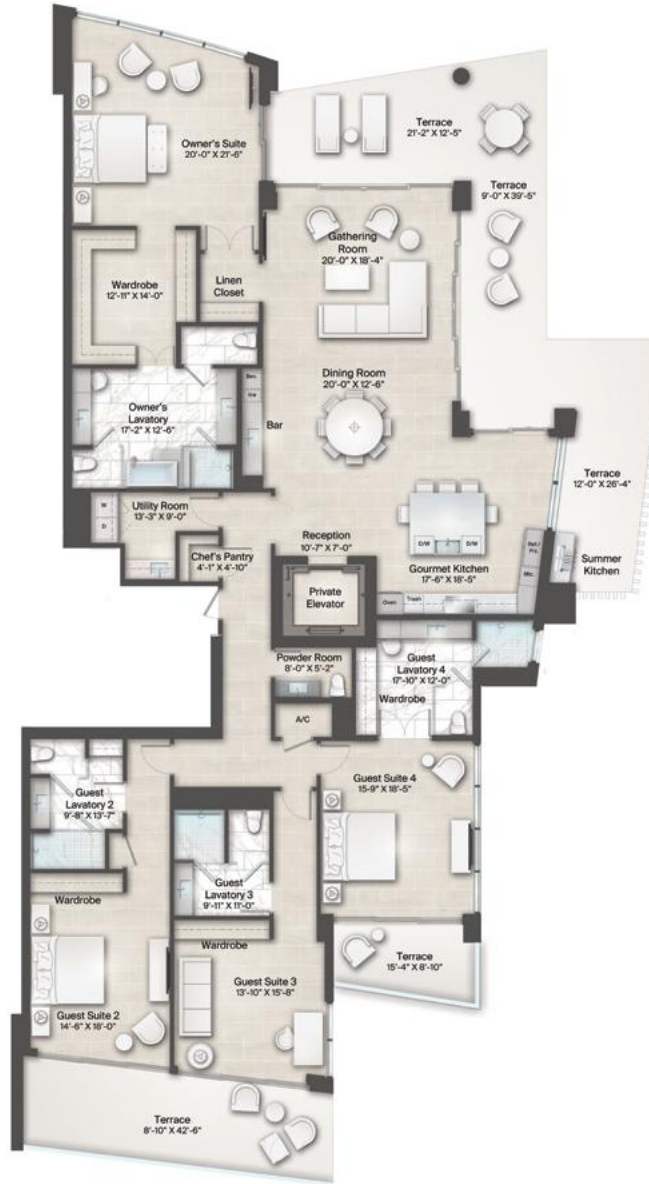 Owner's Suite
20'-0" X 21'-6"
Terrace
21'-2" X 12'-5"
Terrace
9'-0" X 39'-5"
Gathering
Room
20'-0" X 18'-4"
Wardrobe
12'-11" X 14'-0"
Linen
Closet
Dining Room
20'-0" X 12'-6"
Owner's
Lavatory
17'-2" X 12'-6"
Bar
Terrace
12'-0" X 26'-4"
Utility Room
13'-3" X 9'-0"
W
D
Chef's Pantry
4'-1" X 4'-10"
Reception
10'-7" X 7'-0"
D/W
D/W
Gourmet Kitchen
17'-6" X 18'-5"
Ref./
Frz.
Mic.
Summer
Kitchen
Private
Elevator
Oven
Trash
Powder Room
8'-0" X 5'-2"
Guest
Lavatory 4
17'-10" X 12'-0"
Wardrobe
A/C
Guest Suite 4
15-9" X 18'-5"
Guest
Lavatory 2
9'-8" X 13'-7"
Guest
Lavatory 3
9'-11" X 11'-0"
Wardrobe
Wardrobe
Guest Suite 2
14'-6" X 18'-0"
Guest Suite 3
13'-10" X 15'-8"
Terrace
15'-4" X 8'-10"
Terrace
8'-10" X 42'-6"